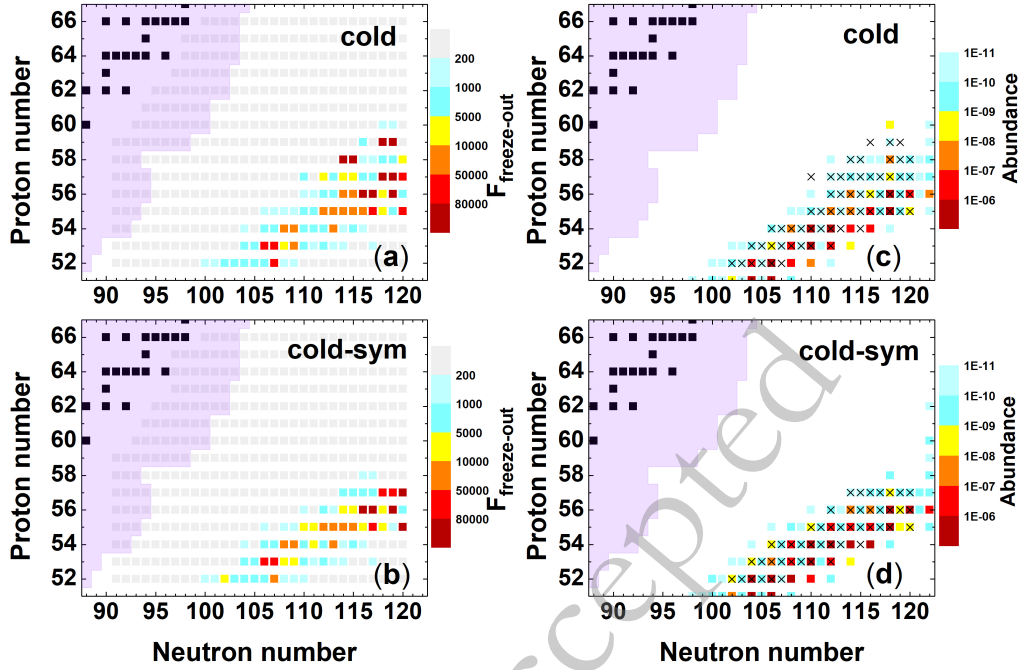 66
64
62
60
58
56
54
52
Proton number
cold
(a)
90 95 100 105 110 115 120
200
1000
5000
10000
50000
80000
F freeze-out
66
64
62
60
58
56
54
52
Proton number
cold
(c)
90 95 100 105 110 115 120
1E-11
1E-10
1E-09
1E-08
1E-07
1E-06
Abundance
66
64
62
60
58
56
54
52
Proton number
cold-sym
(b)
90 95 100 105 110 115 120
Neutron number
200
1000
5000
10000
50000
80000
F freeze-out
66
64
62
60
58
56
54
52
Proton number
cold-sym
(d)
90 95 100 105 110 115 120
Neutron number
1E-11
1E-10
1E-09
1E-08
1E-07
1E-06
Abundance
ccepted